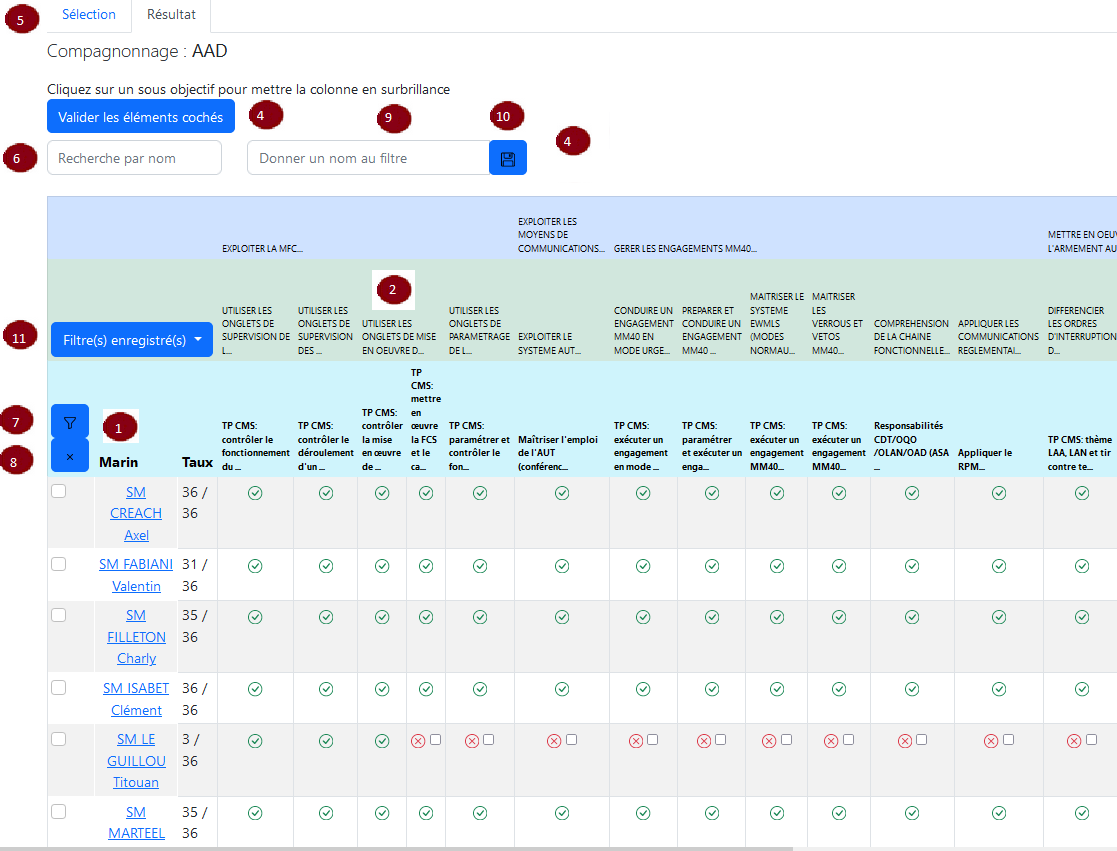 5
Sélection
Résultat
Compagnonnage : AAD
Cliquez sur un sous objectif pour mettre la colonne en surbrillance
Valider les éléments cochés
4
9
10
4
6
Recherche par nom
Donner un nom au filtre
EXPLOITER LA MFC...
EXPLOITER LES
MOYENS DE
COMMUNICATIONS...
GERER LES ENGAGEMENTS MM40...
METTRE EN OEUV
L'ARMEMENT AU
2
11
Filtre(s) enregistré(s)
UTILISER LES
ONGLETS DE
SUPERVISION DE
L...
UTILISER LES
ONGLETS DE
SUPERVISION
DES ...
UTILISER LES
ONGLETS DE MISE
EN OEUVRE D...
UTILISER LES
ONGLETS DE
PARAMETRAGE
DE L...
EXPLOITER LE
SYSTEME AUT...
CONDUIRE UN
ENGAGEMENT
MM40 EN
MODE URGE...
PREPARER ET
CONDUIRE UN
ENGAGEMENT
MM40 ...
MAITRISER LE
SYSTEME
EWMLS
(MODES
NORMAU...
MAITRISER
LES
VERROUS ET
VETOS
MM40...
COMPREHENSION
DE LA CHAINE
FONCTIONNELLE...
APPLIQUER LES
COMMUNICATIONS
REGLEMENTAI...
DIFFERENCIER
LES ORDRES
D'INTERRUPTION
D...
7
8
1
Marin
Taux
TP CMS:
contrôler le
fonctionnement
du ...
TP CMS:
contrôler le
déroulement
d'un ...
TP CMS:
contrôler
la mise
en œuvre
de ...
TP
CMS:
mettre
en
œuvre
la FCS
et le
ca...
TP CMS:
paramétrer et
contrôler le
fon...
Maîtriser l'emploi
de l'AUT
(conférenc...
TP CMS:
exécuter un
engagement
en mode ...
TP CMS:
paramétrer
et exécuter un
enga...
TP CMS:
exécuter un
engagement
MM40...
TP CMS:
exécuter un
engagement
MM40...
Responsabilités
CDT/OQO
/OLAN/OAD (ASA
...
Appliquer le
RPM...
TP CMS: thème
LAA, LAN et tir
contre te...
SM
CREACH
Axel
36 /
36
SM FABIANI
Valentin
31 /
36
SM
FILLETON
Charly
35 /
36
SM ISABET
Clément
36 /
36
SM LE
GUILLOU
Titouan
3 /
36
SM
MARTEEL
35 /
36